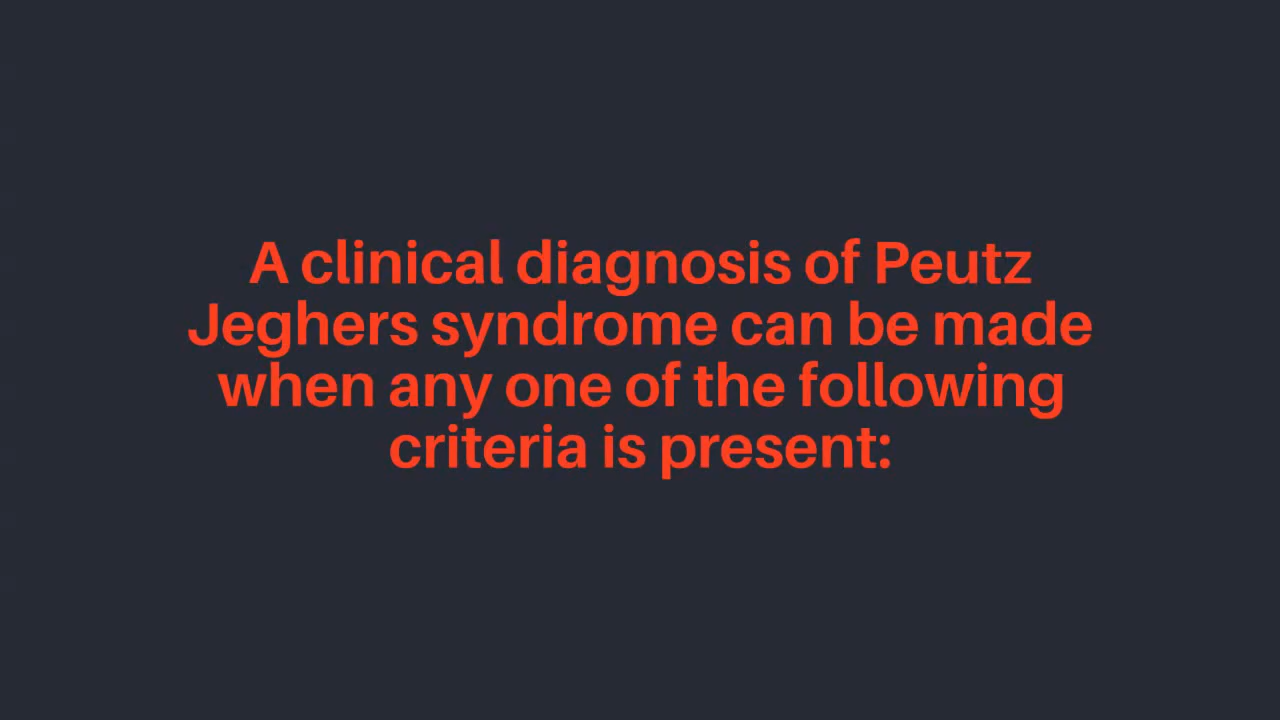 A clinical diagnosis of Peutz
Jeghers syndrome can be made
when any one of the following
criteria is present: